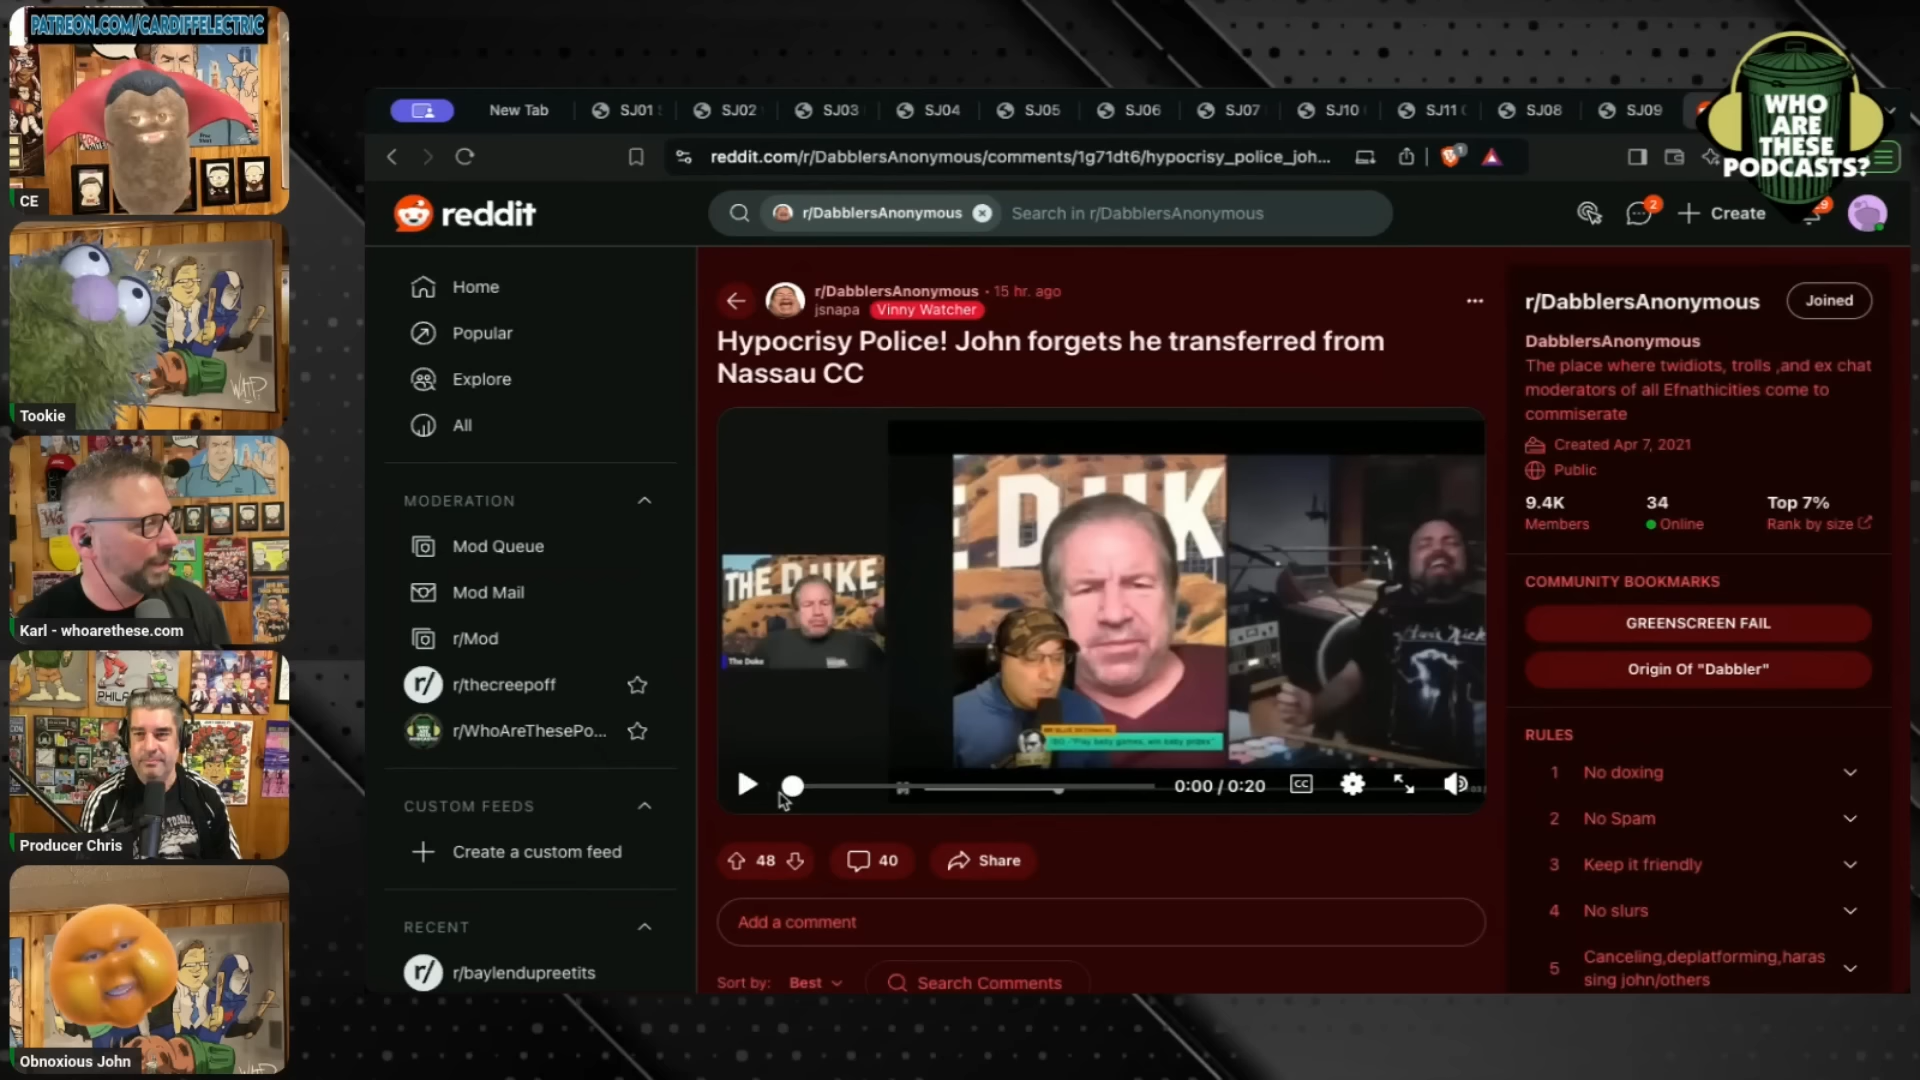 PATREON.COM/CARDIFFELECTRIC
CE
Tookie
Karl - whoarethese.com
PHILA
Producer Chris
Obnoxious John
WATP
New Tab
SJ01
SJ02
SJ03
SJ04
SJ05
SJ06
SJ07
SJ10
SJ11
SJ08
SJ09
WHO
ARE
THESE
PODCASTS?
reddit.com/r/DabblersAnonymous/comments/1g71dt6/hypocrisy_police_joh...
1
reddit
r/DabblersAnonymous
Search in r/DabblersAnonymous
2
Create
Home
Popular
Explore
All
MODERATION
Mod Queue
Mod Mail
r/Mod
r/ r/thecreepoff
r/WhoAreThesePo...
CUSTOM FEEDS
Create a custom feed
RECENT
r/ r/baylendupreetits
r/DabblersAnonymous • 15 hr. ago
jsnapa Vinny Watcher
Hypocrisy Police! John forgets he transferred from
Nassau CC
THE DUKE
The Duke
E DUK
0:00 / 0:20
CC
48
40
Share
Add a comment
Sort by: Best
Search Comments
r/DabblersAnonymous
Joined
DabblersAnonymous
The place where twidiots, trolls ,and ex chat
moderators of all Efnathicities come to
commiserate
Created Apr 7, 2021
Public
9.4K 34 Top 7%
Members Online Rank by size
COMMUNITY BOOKMARKS
GREENSCREEN FAIL
Origin Of "Dabbler"
RULES
1 No doxing
2 No Spam
3 Keep it friendly
4 No slurs
5 Canceling,deplatforming,haras
sing john/others